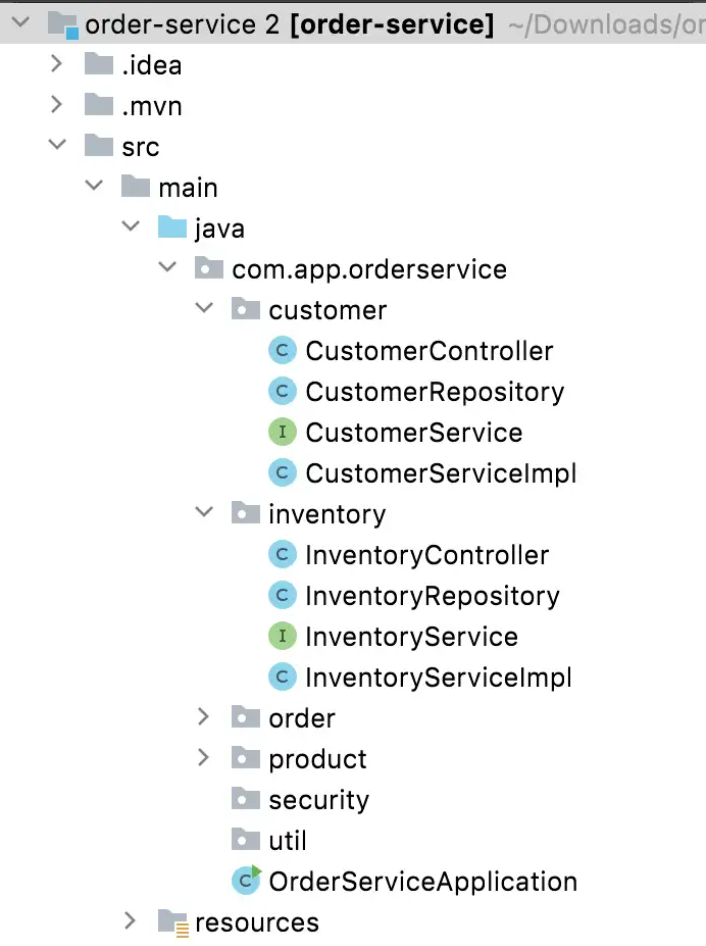 order-service 2 [order-service] ~/Downloads/or
.idea
.mvn
src
main
java
com.app.orderservice
customer
C CustomerController
C CustomerRepository
I CustomerService
C CustomerServiceImpl
inventory
C InventoryController
C InventoryRepository
I InventoryService
C InventoryServiceImpl
order
product
security
util
C OrderServiceApplication
resources